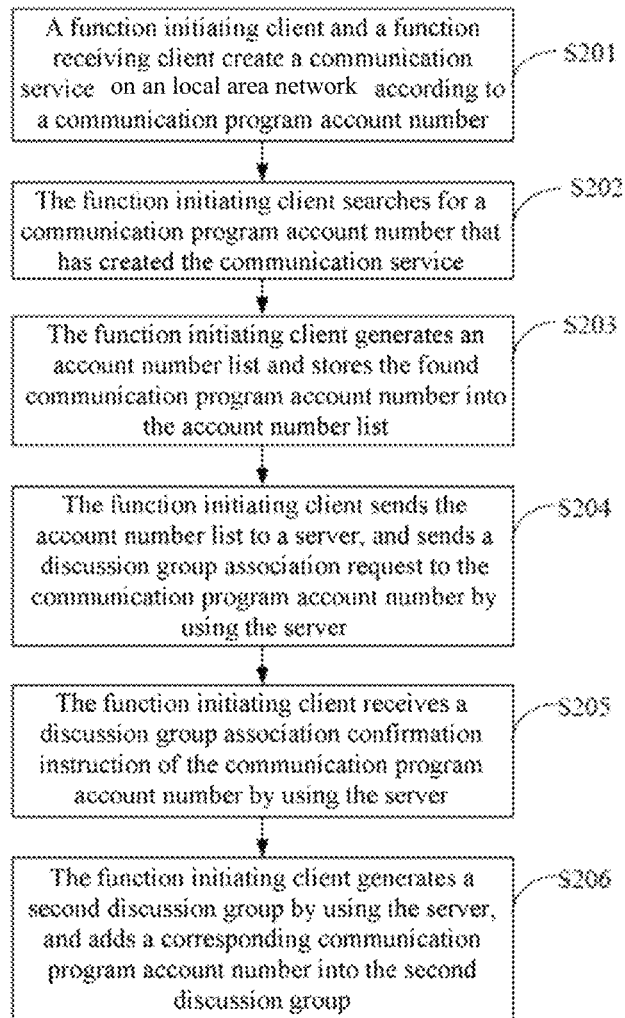 A function initiating client and a function
receiving client create a communication
service on an local area network according to
a communication program account number
S201
The function initiating client searches for a
communication program account number that
has created the communication service
S202
The function initiating client generates an
account number list and stores the found
communication program account number into
the account number list
S203
The function initiating client sends the
account number list to a server, and sends a
discussion group association request to the
communication program account number by
using the server
S204
The function initiating client receives a
discussion group association confirmation
instruction of the communication program
account number by using the server
S205
The function initiating client generates a
second discussion group by using the server,
and adds a corresponding communication
program account number into the second
discussion group
S206